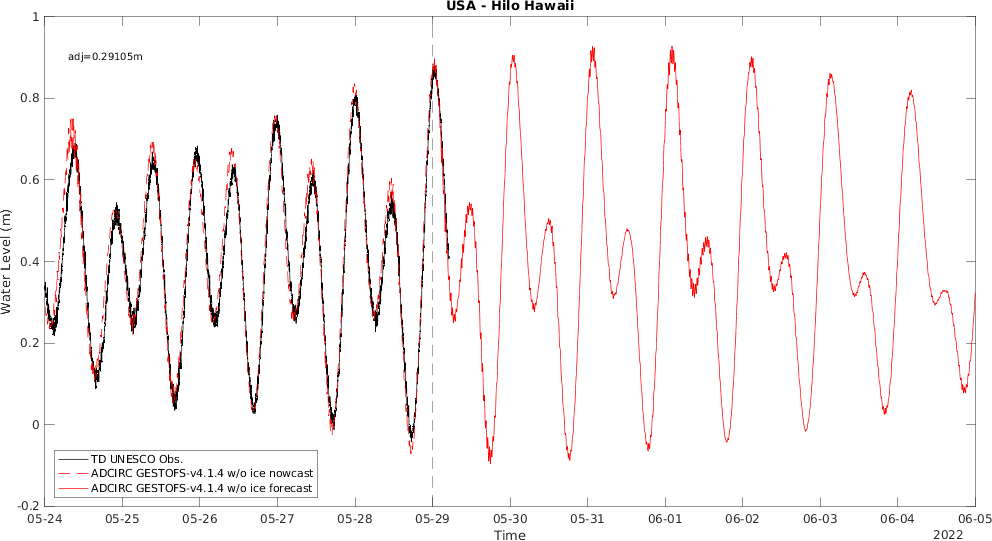 USA - Hilo Hawaii
adj=0.29105m
Water Level (m)
1
0.8
0.6
0.4
0.2
0
-0.2
TD UNESCO Obs.
ADCIRC GESTOFS-v4.1.4 w/o ice nowcast
ADCIRC GESTOFS-v4.1.4 w/o ice forecast
05-24 05-25 05-26 05-27 05-28 05-29 05-30 05-31 06-01 06-02 06-03 06-04 06-05
Time
2022